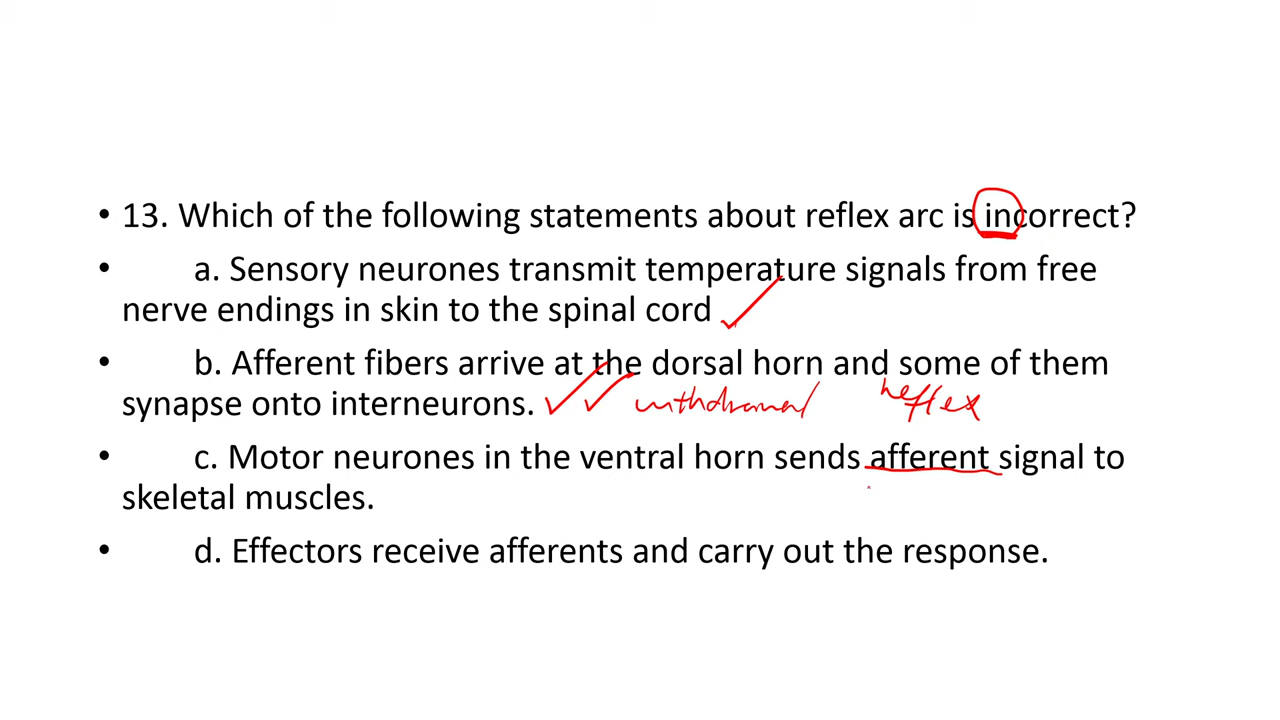 • 13. Which of the following statements about reflex arc is incorrect?
• a. Sensory neurones transmit temperature signals from free
nerve endings in skin to the spinal cord
• b. Afferent fibers arrive at the dorsal horn and some of them
synapse onto interneurons. withdrawal reflex
• c. Motor neurones in the ventral horn sends afferent signal to
skeletal muscles.
• d. Effectors receive afferents and carry out the response.